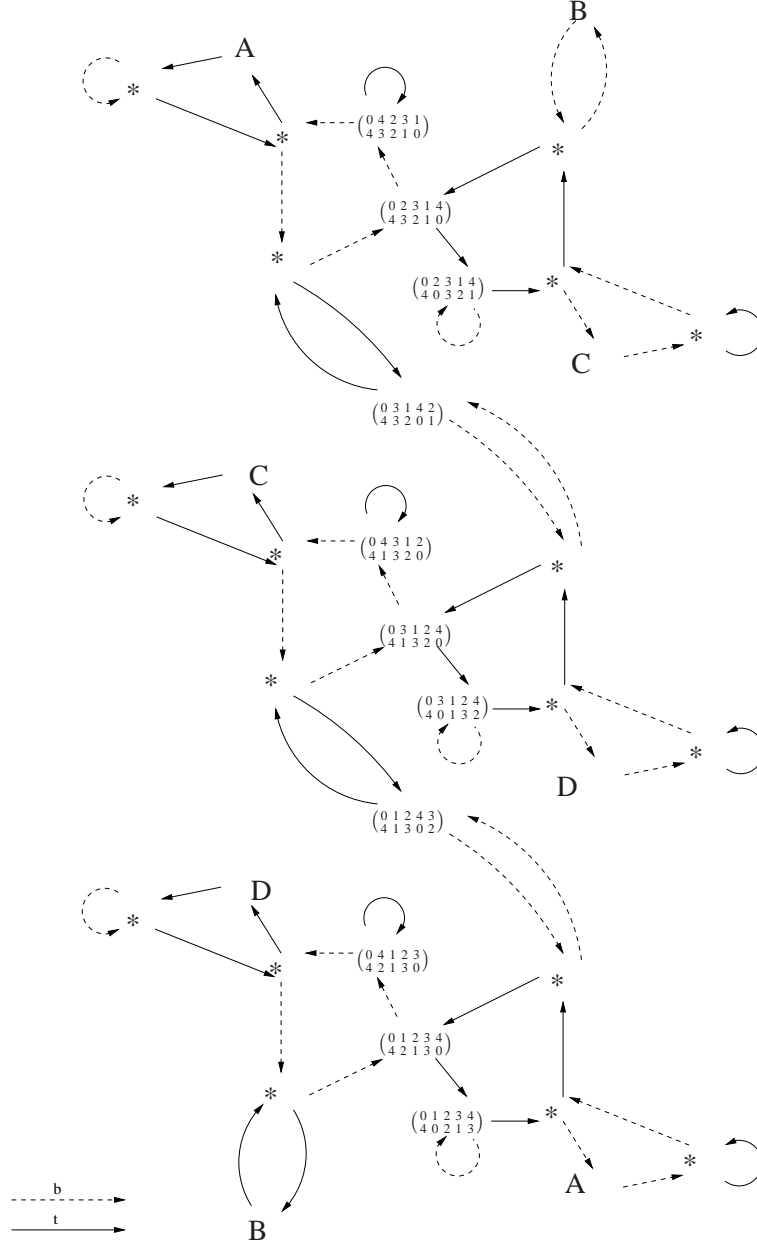 B
A
*
0 4 2 3 1
4 3 2 1 0
*
*
0 2 3 1 4
4 3 2 1 0
*
0 2 3 1 4
4 0 3 2 1
*
*
C
0 3 1 4 2
4 3 2 0 1
C
*
0 4 3 1 2
4 1 3 2 0
*
*
0 3 1 2 4
4 1 3 2 0
*
0 3 1 2 4
4 0 1 3 2
*
*
D
0 1 2 4 3
4 1 3 0 2
D
*
0 4 1 2 3
4 2 1 3 0
*
*
0 1 2 3 4
4 2 1 3 0
*
0 1 2 3 4
4 0 2 1 3
*
*
A
b
t
B